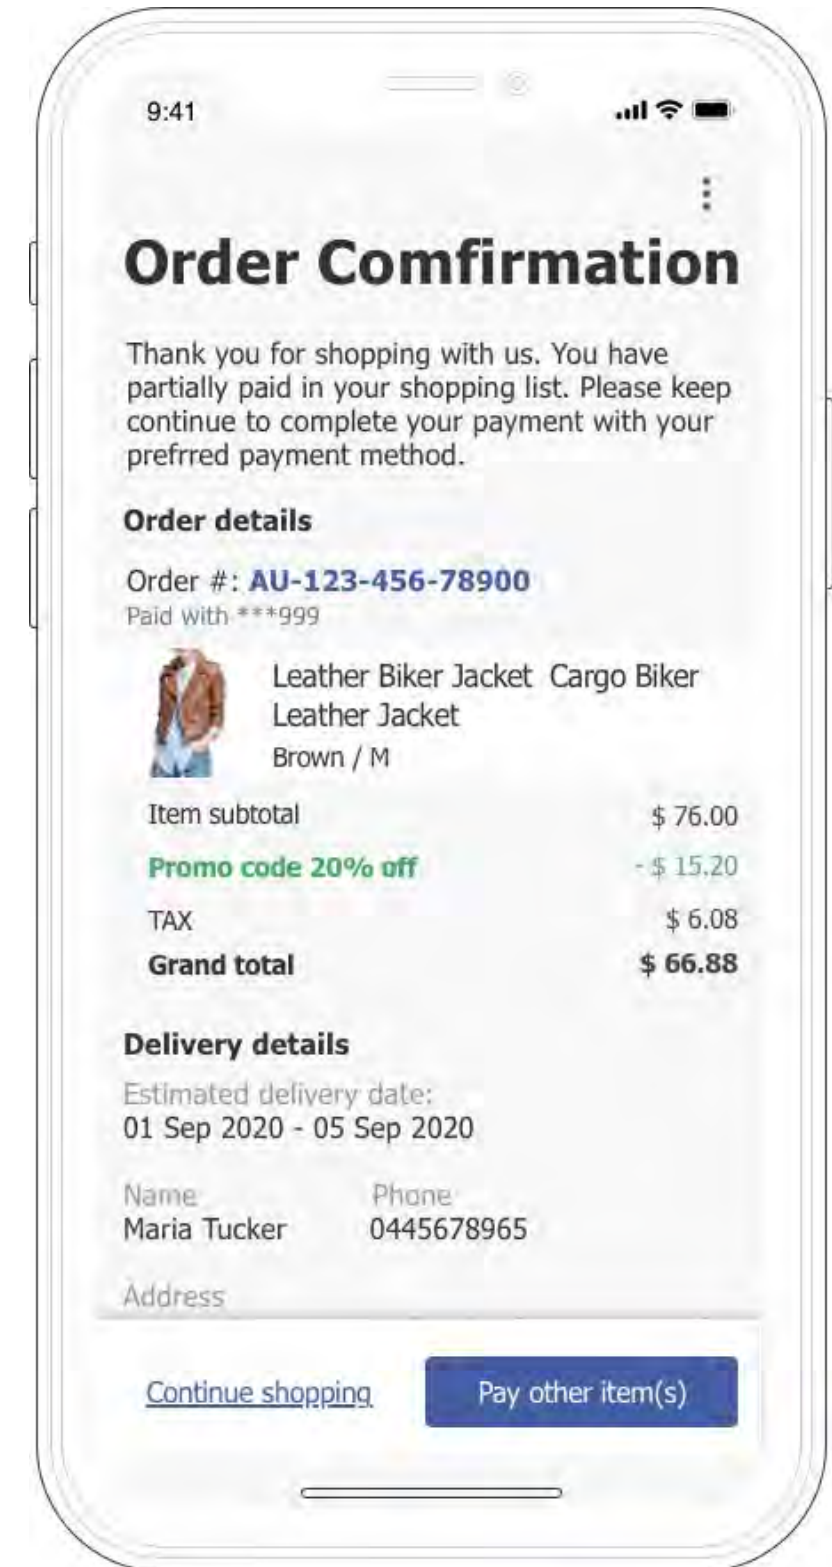 9:41
Order Comfirmation
Thank you for shopping with us. You have
partially paid in your shopping list. Please keep
continue to complete your payment with your
prefrred payment method.
Order details
Order #: AU-123-456-78900
Paid with ***999
Leather Biker Jacket  Cargo Biker
Leather Jacket
Brown / M
Item subtotal $ 76.00
Promo code 20% off - $ 15.20
TAX $ 6.08
Grand total $ 66.88
Delivery details
Estimated delivery date:
01 Sep 2020 - 05 Sep 2020
Name Phone
Maria Tucker 0445678965
Address
Continue shopping Pay other item(s)